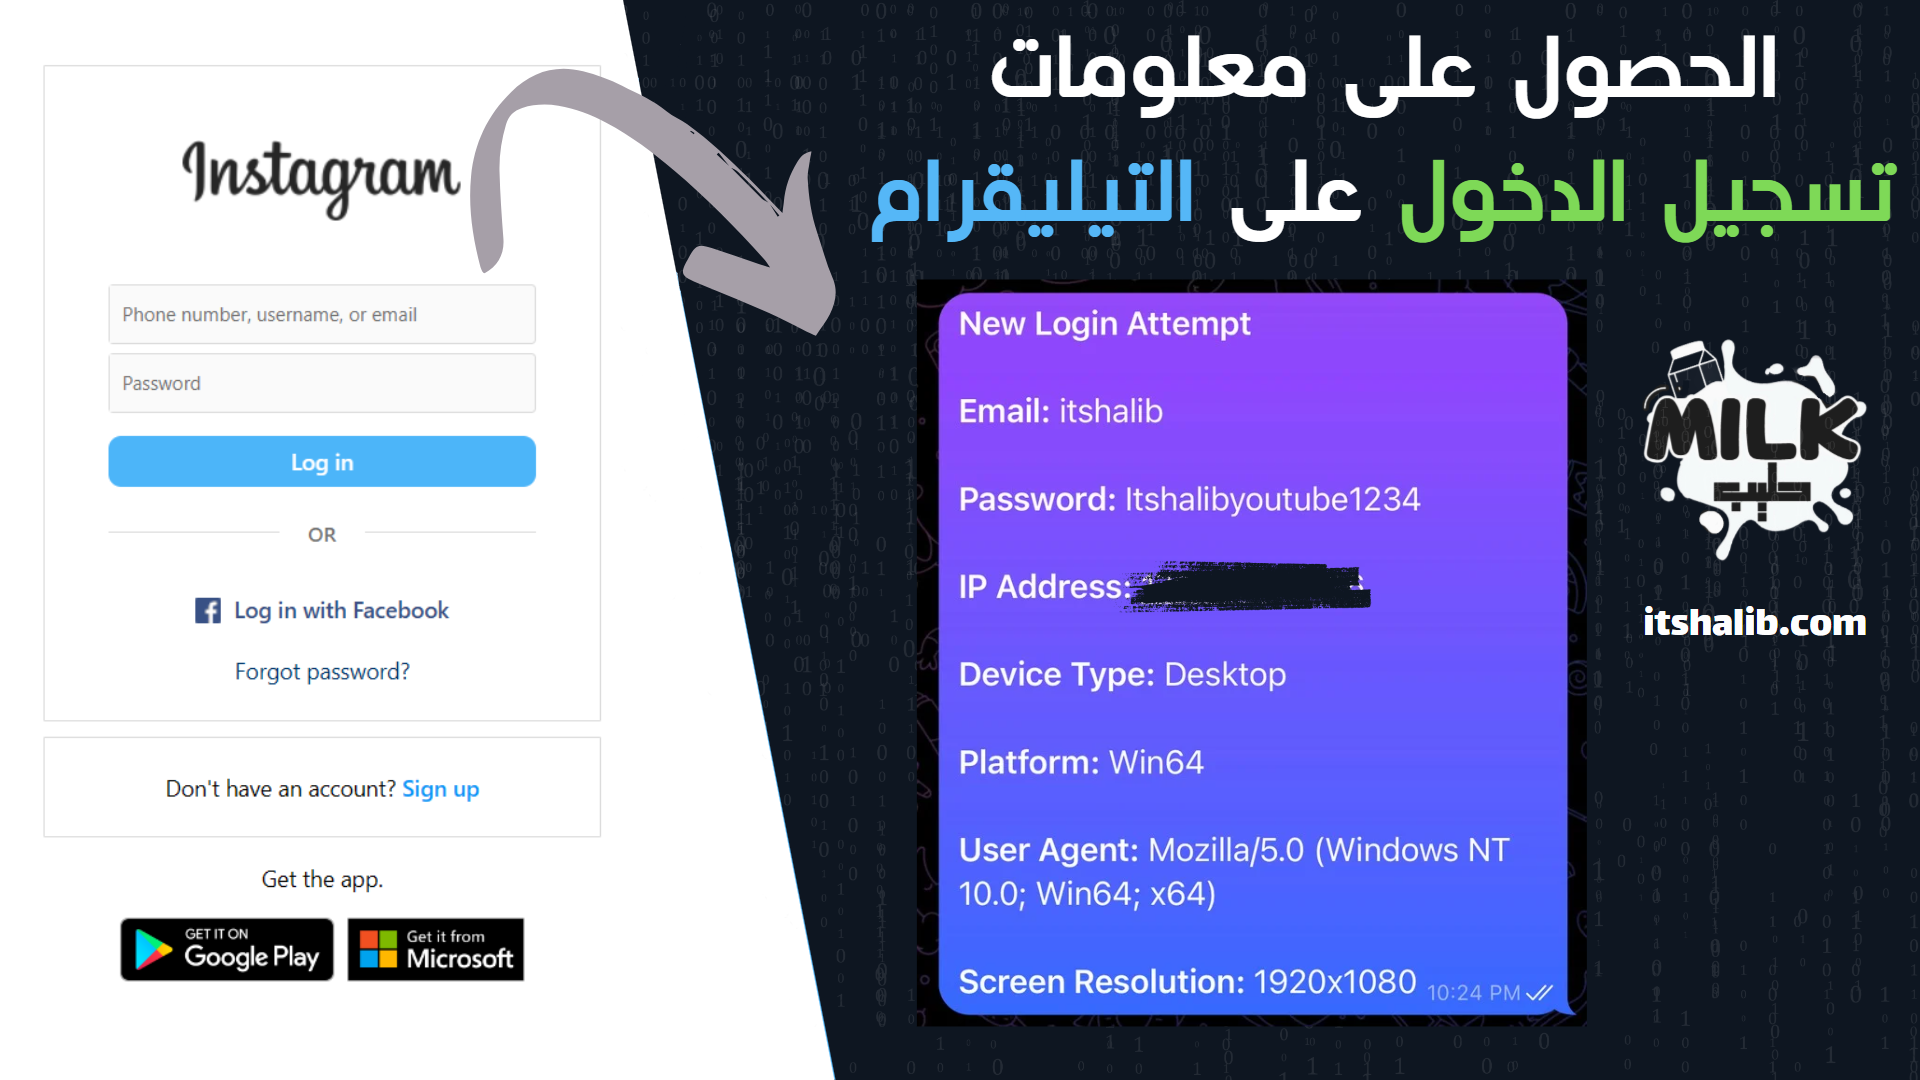 Instagram
Phone number, username, or email
Password
Log in
OR
Log in with Facebook
Forgot password?
Don't have an account? Sign up
Get the app.
GET IT ON
Google Play
Get it from
Microsoft
الحصول على معلومات
تسجيل الدخول على التيليقرام
New Login Attempt
Email: itshalib
Password: Itshalibyoutube1234
IP Address:
Device Type: Desktop
Platform: Win64
User Agent: Mozilla/5.0 (Windows NT
10.0; Win64; x64)
Screen Resolution: 1920x1080
10:24 PM
MILK
حليب
itshalib.com